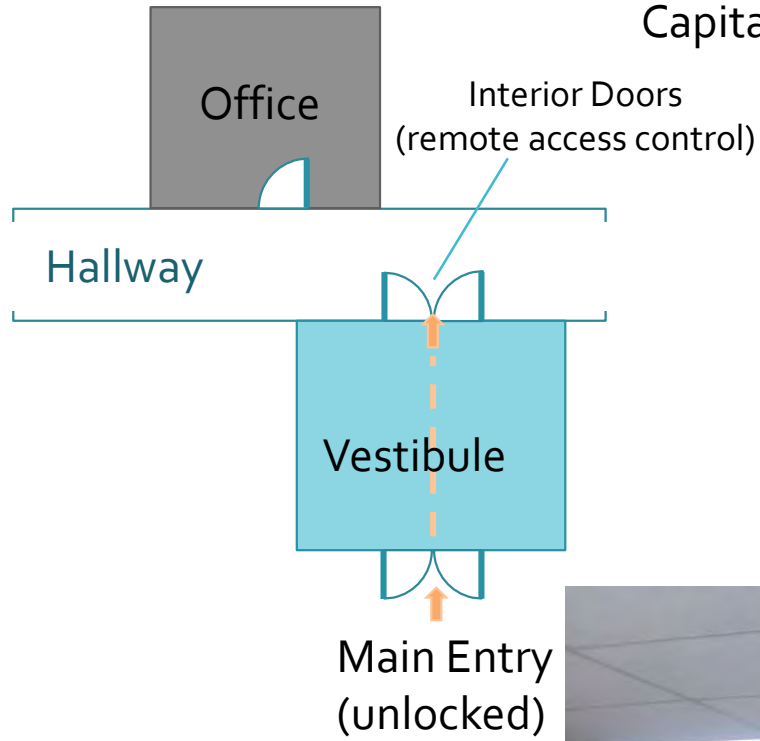 Capita
Office
Interior Doors
(remote access control)
Hallway
Vestibule
Main Entry
(unlocked)